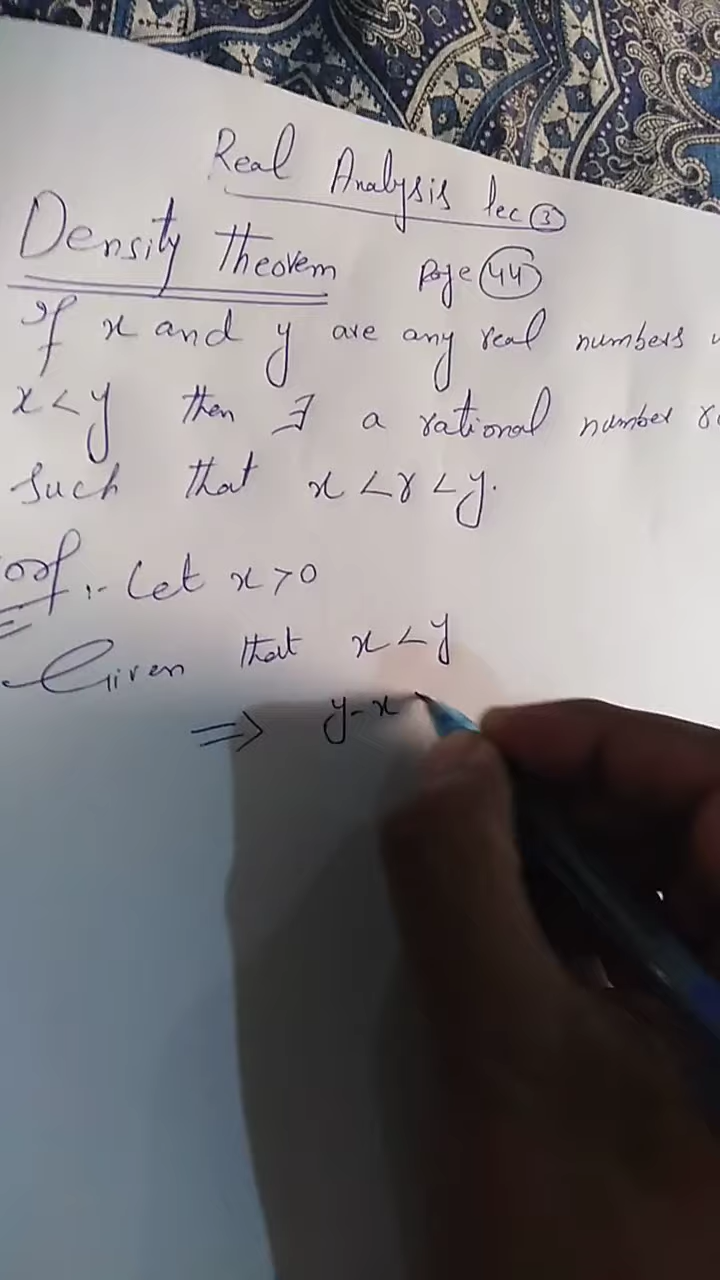 Real Analysis lec ③
Density Theorem Page 44
If x and y are any real numbers
x < y then ∃ a rational number
Such that x < r < y.
oof :- Let x > 0
Given that x < y
⇒ y - x